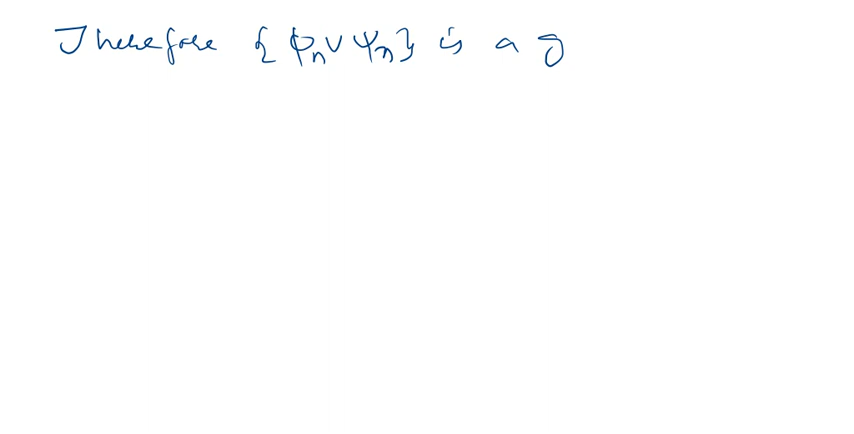 Therefore {φₙ ∨ ψₙ} is a g